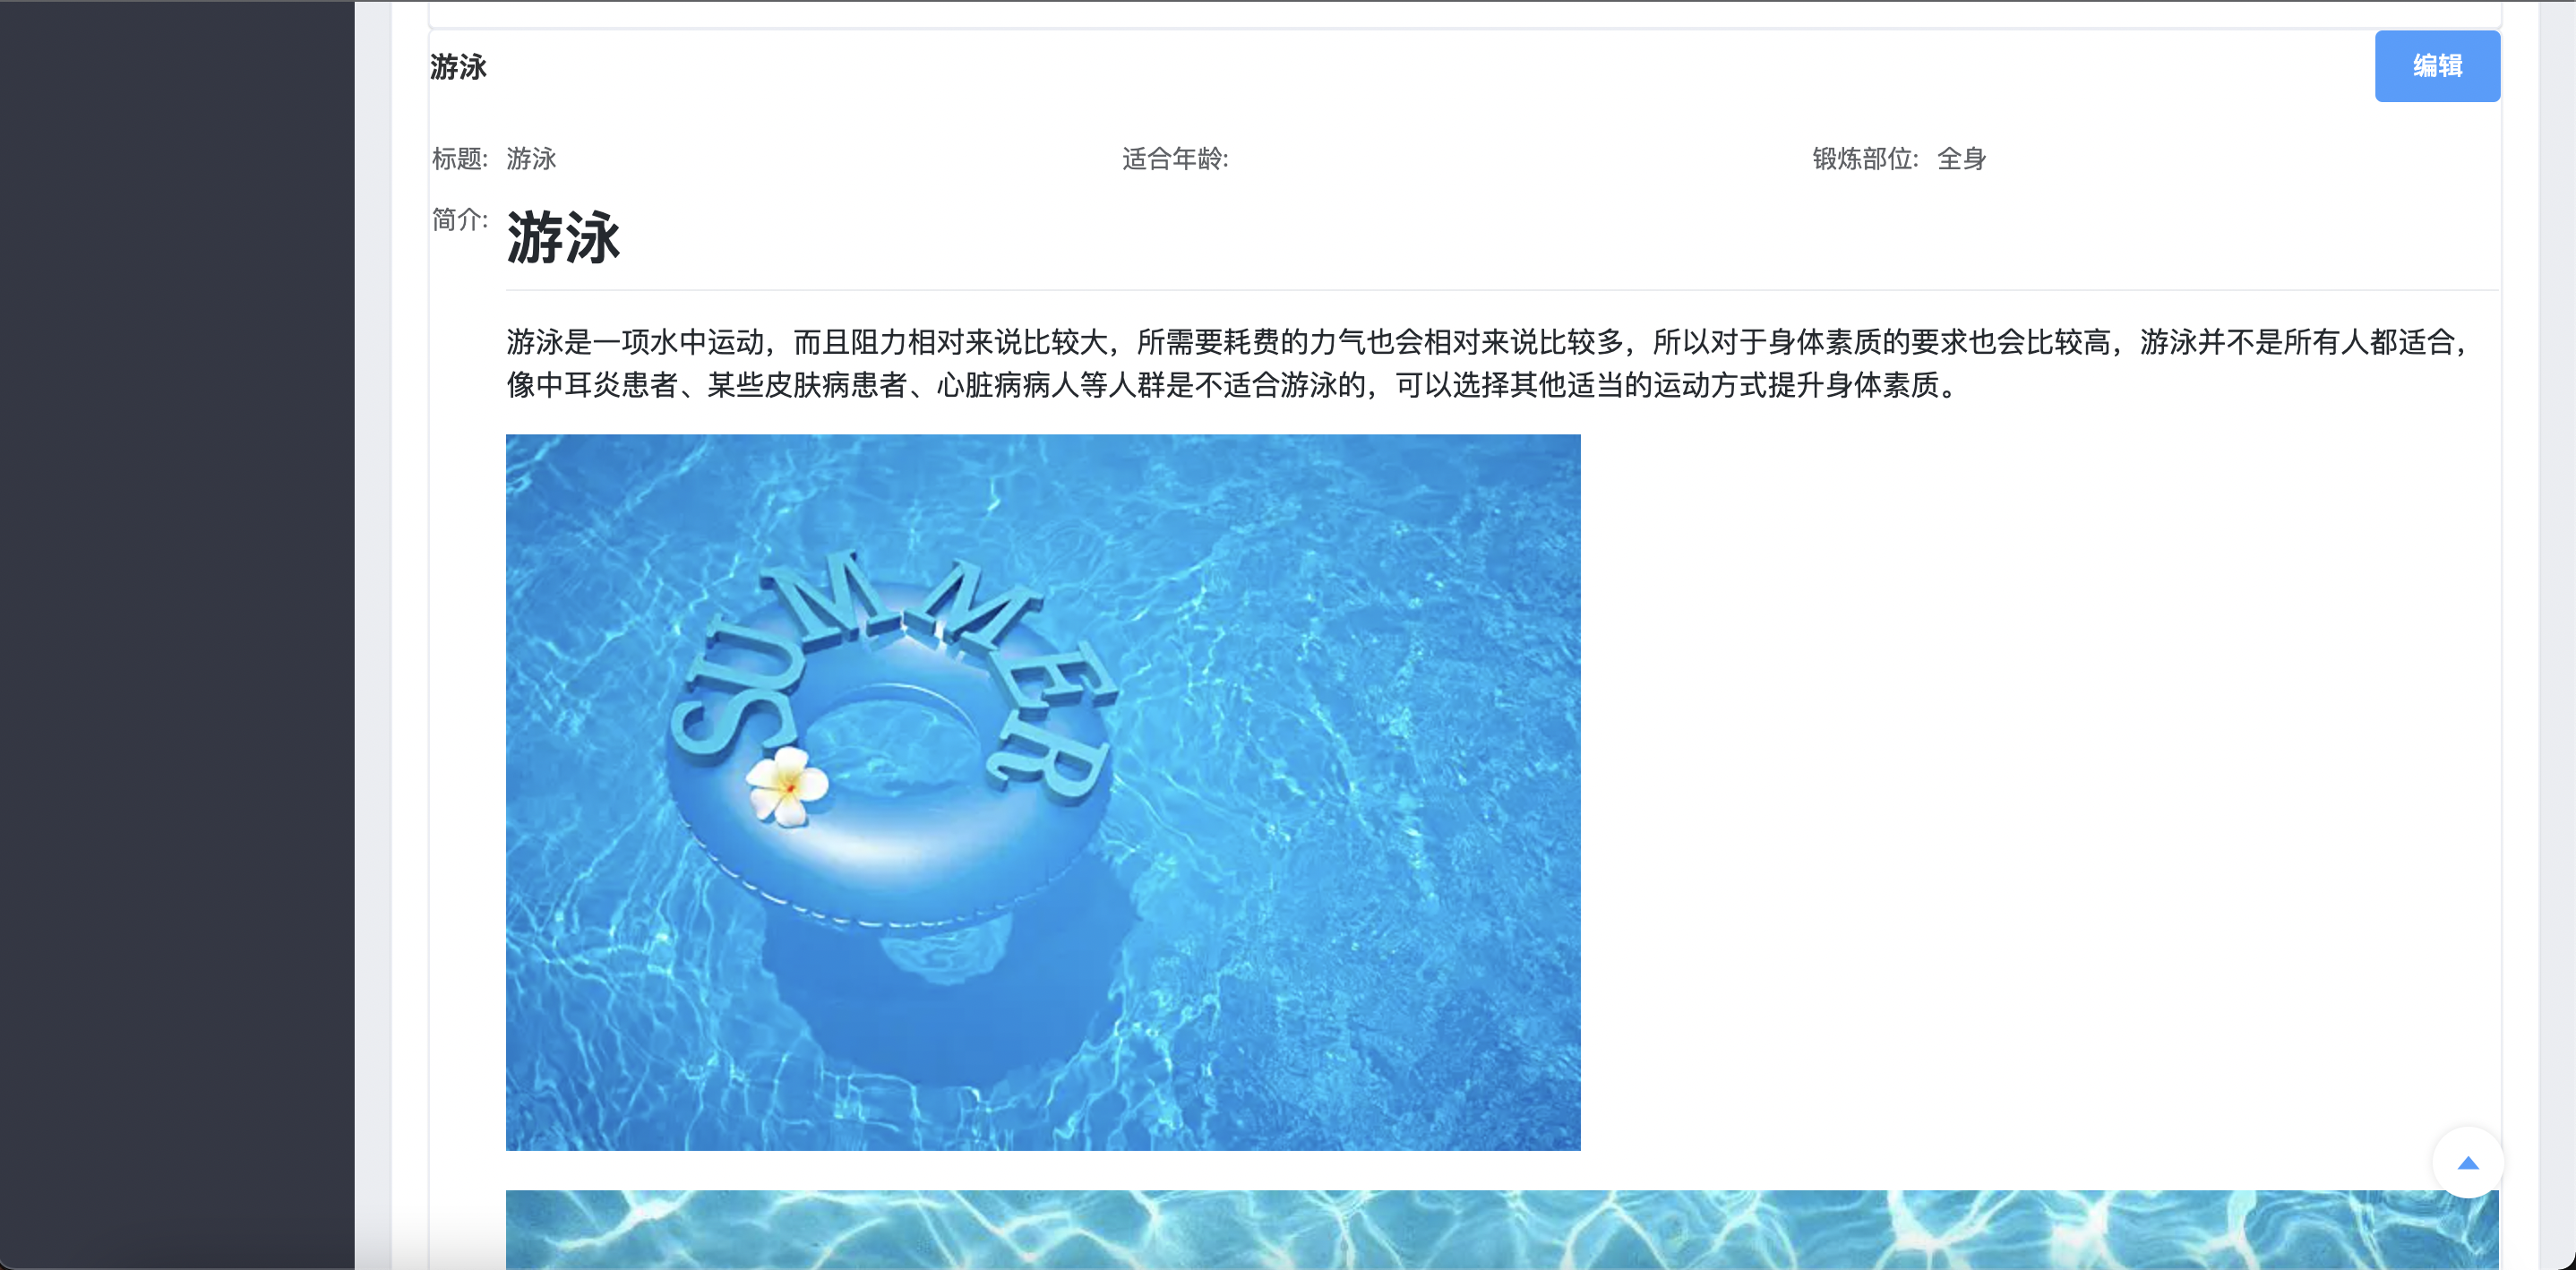 游泳
编辑
标题: 游泳
适合年龄:
锻炼部位: 全身
简介:
游泳
游泳是一项水中运动，而且阻力相对来说比较大，所需要耗费的力气也会相对来说比较多，所以对于身体素质的要求也会比较高，游泳并不是所有人都适合，
像中耳炎患者、某些皮肤病患者、心脏病病人等人群是不适合游泳的，可以选择其他适当的运动方式提升身体素质。
SUMMER